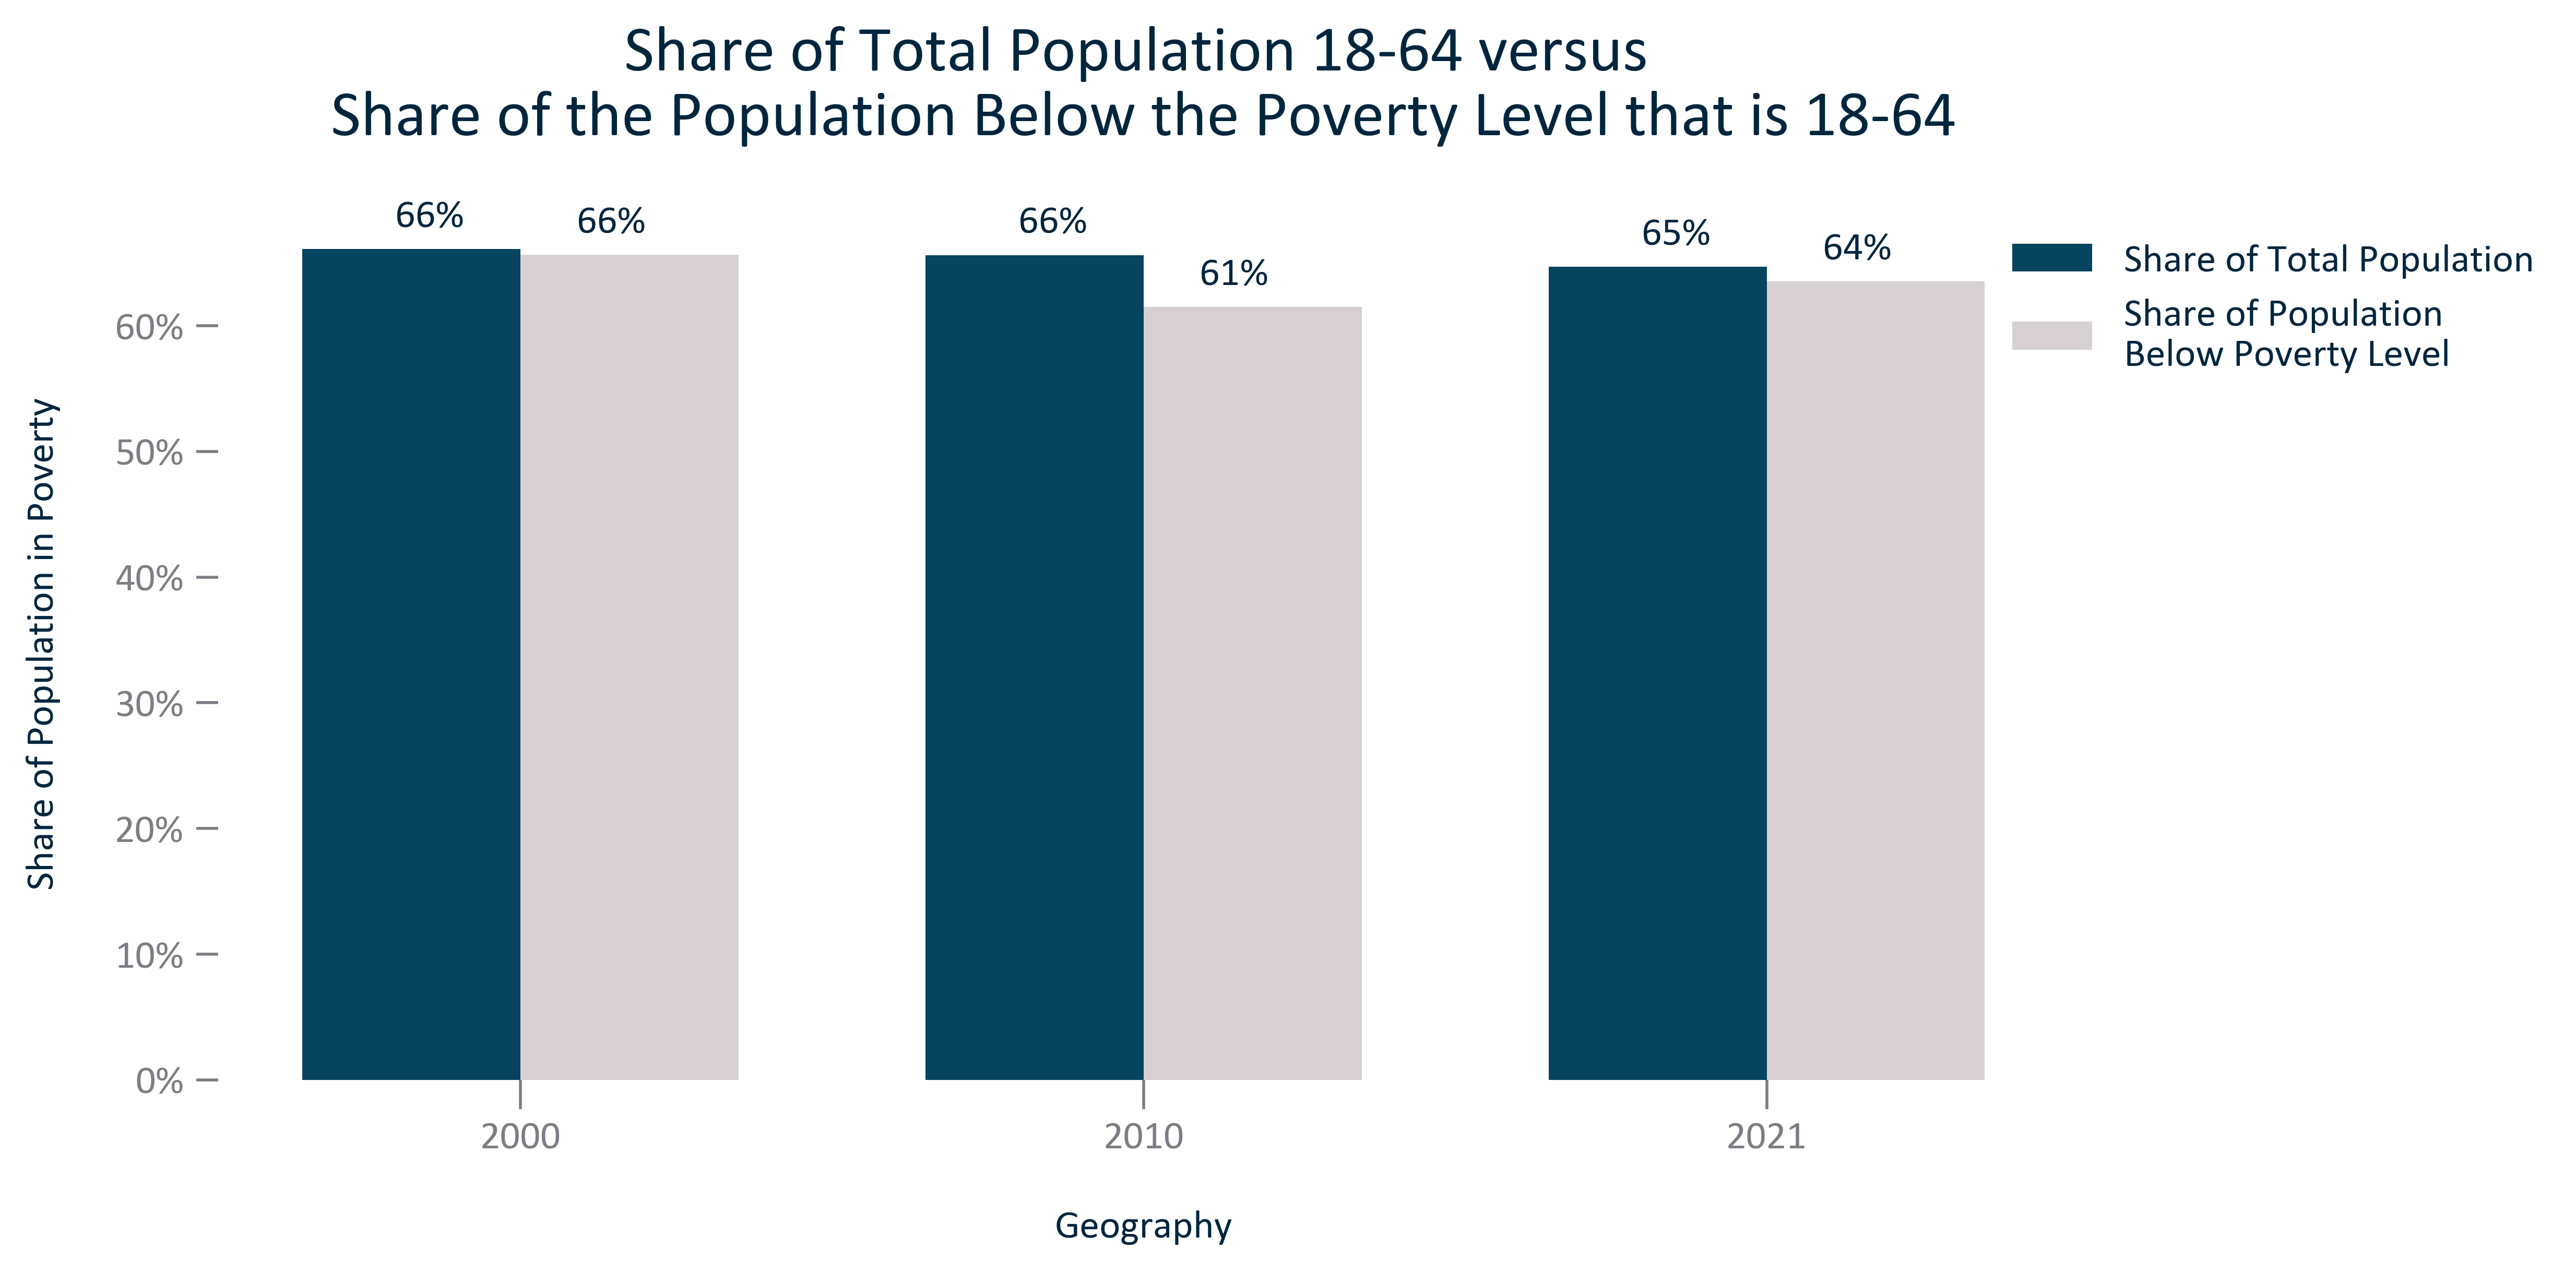 Share of Total Population 18-64 versus
Share of the Population Below the Poverty Level that is 18-64
66%
66%
66%
61%
65%
64%
Share of Total Population
Share of Population
Below Poverty Level
Share of Population in Poverty
60%
50%
40%
30%
20%
10%
0%
2000
2010
2021
Geography